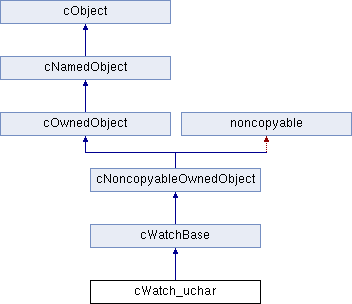 cObject
cNamedObject
cOwnedObject
noncopyable
cNoncopyableOwnedObject
cWatchBase
cWatch_uchar